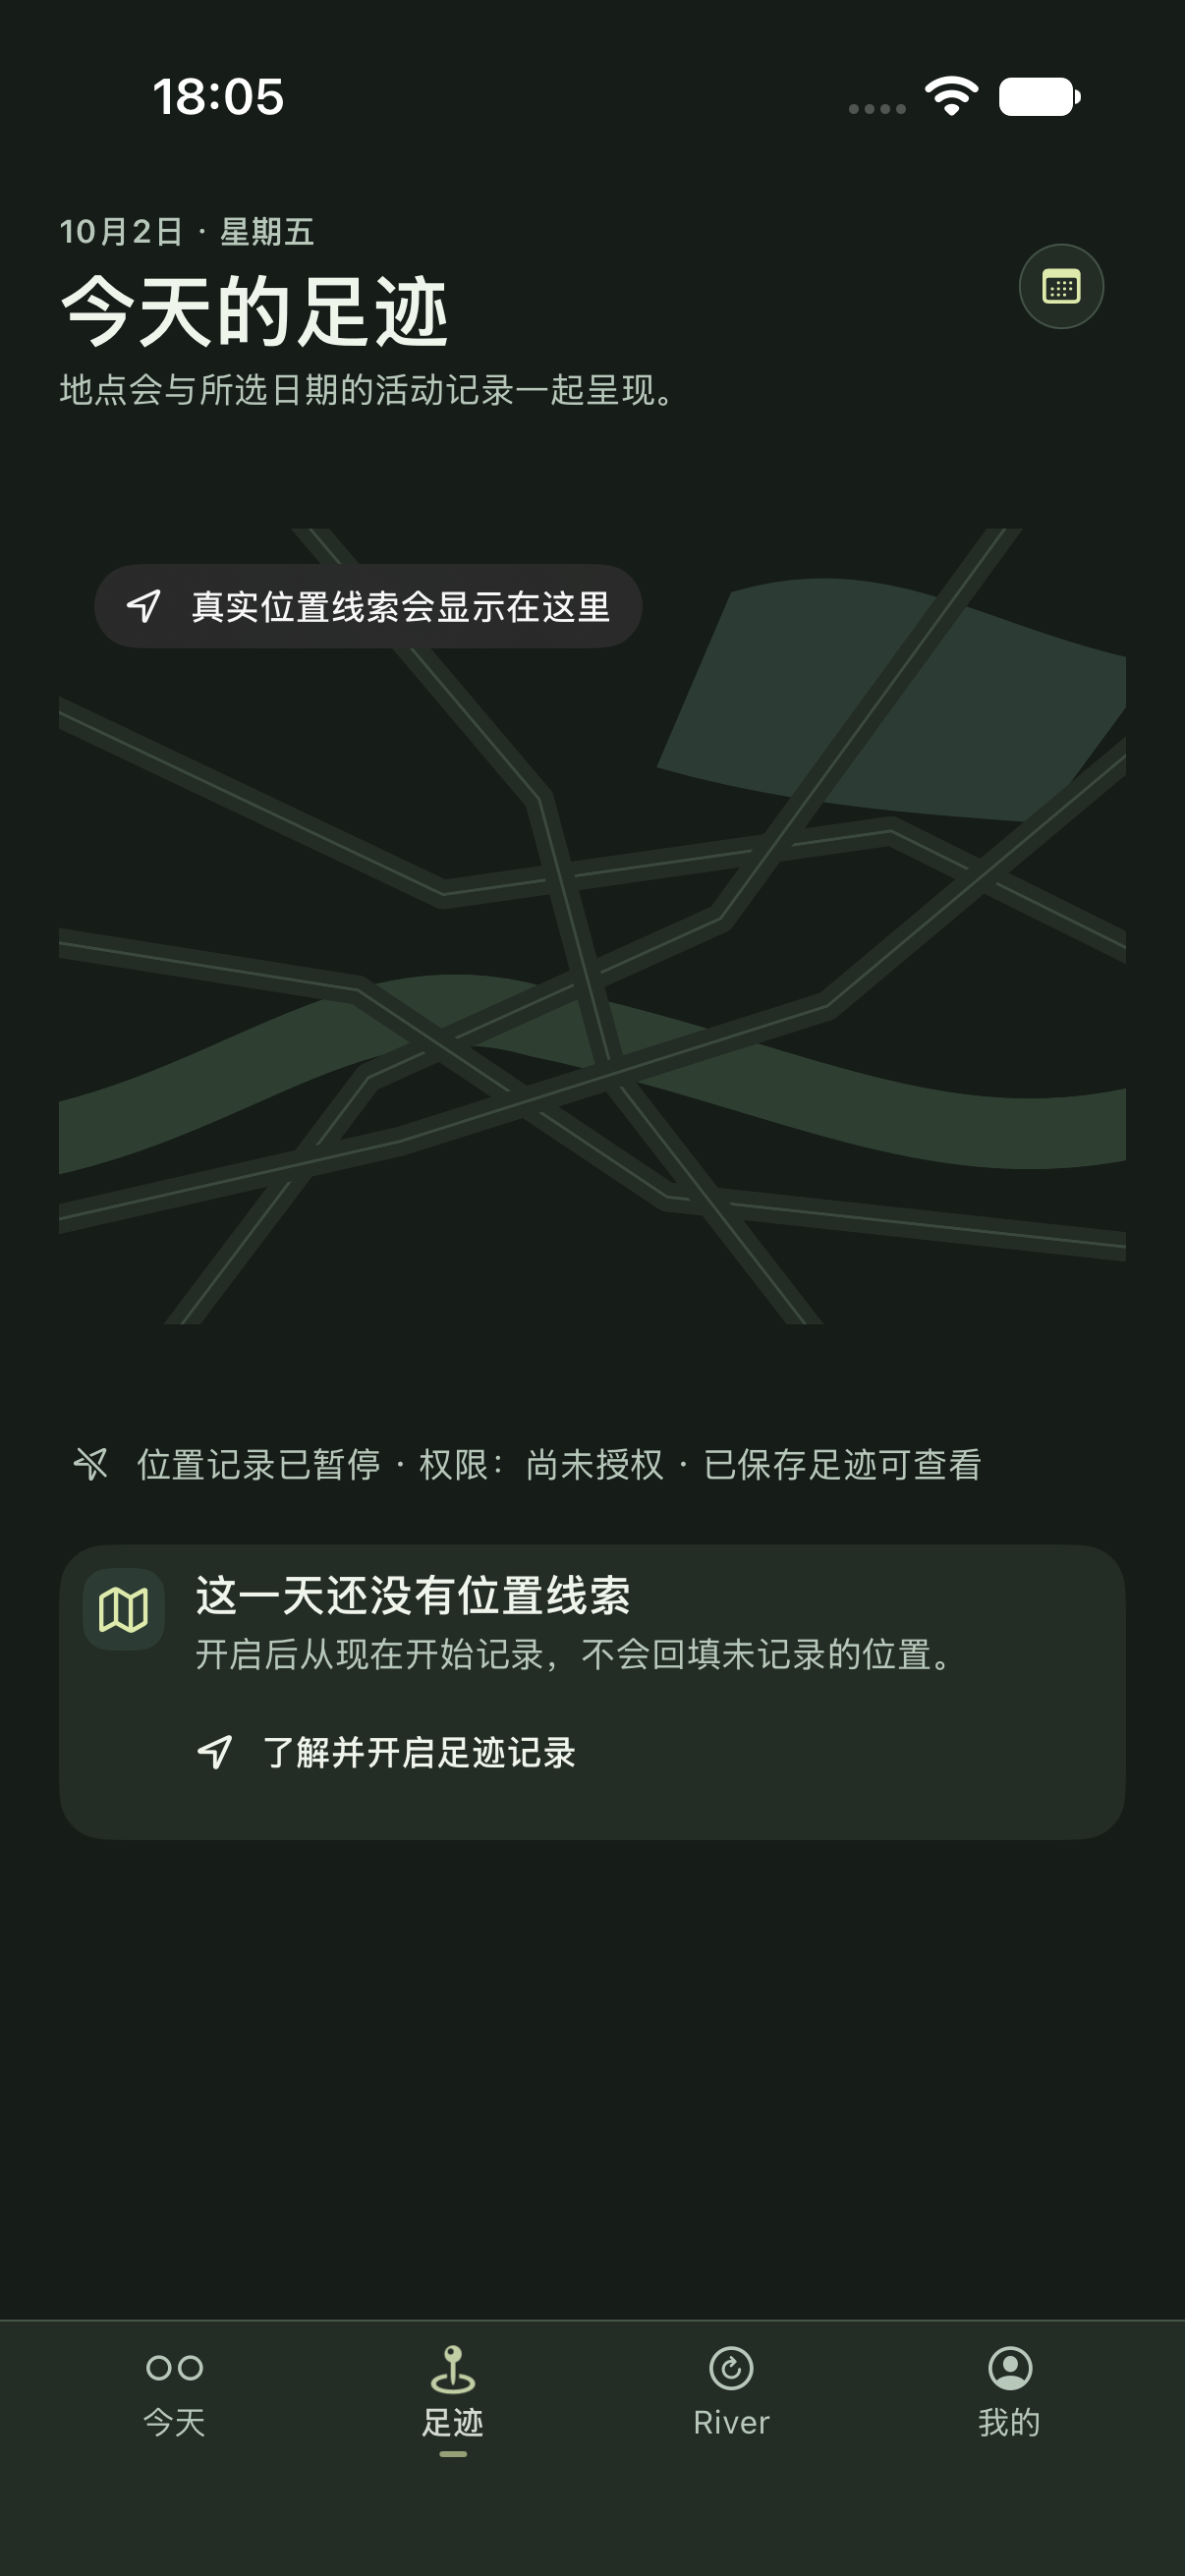 18:05
10月2日 · 星期五
今天的足迹
地点会与所选日期的活动记录一起呈现。
真实位置线索会显示在这里
位置记录已暂停 · 权限：尚未授权 · 已保存足迹可查看
这一天还没有位置线索
开启后从现在开始记录，不会回填未记录的位置。
了解并开启足迹记录
今天
足迹
River
我的